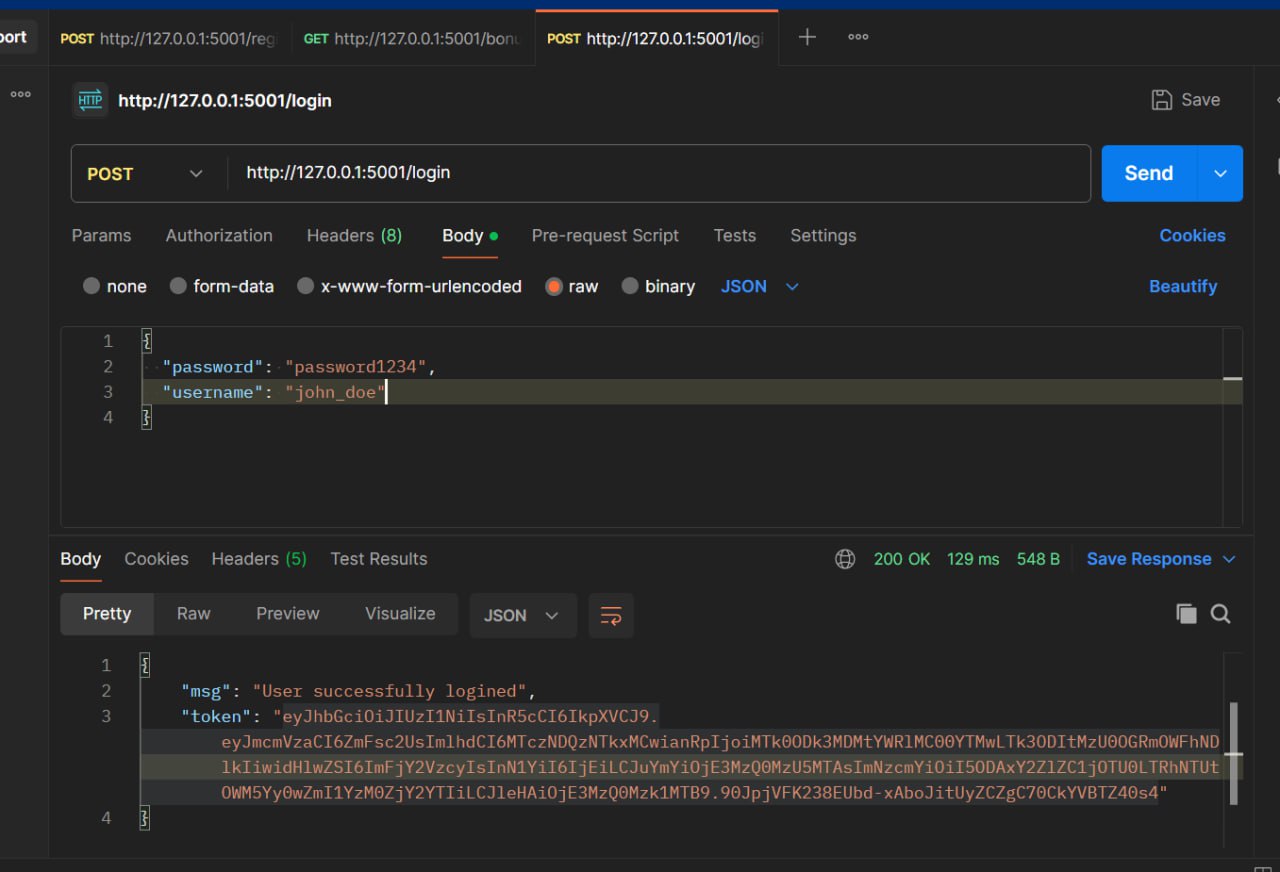 port
POST http://127.0.0.1:5001/reg
GET http://127.0.0.1:5001/bonu
POST http://127.0.0.1:5001/logi
HTTP http://127.0.0.1:5001/login
Save
POST
http://127.0.0.1:5001/login
Send
Params Authorization Headers (8) Body Pre-request Script Tests Settings Cookies
none form-data x-www-form-urlencoded raw binary JSON Beautify
1 {
2 "password": "password1234",
3 "username": "john_doe"
4 }
Body Cookies Headers (5) Test Results 200 OK 129 ms 548 B Save Response
Pretty Raw Preview Visualize JSON
1 {
2 "msg": "User successfully logined",
3 "token": "eyJhbGciOiJIUzI1NiIsInR5cCI6IkpXVCJ9.
eyJmcmVzaCI6ZmFsc2UsImlhdCI6MTczNDQzNTkxMCwianRpIjoiMTk0ODk3MDMtYWRlMC00YTMwLTk3ODItMzU0OGRmOWFhND
lkIiwidHlwZSI6ImFjY2VzcyIsInN1YiI6IjEiLCJuYmYiOjE3MzQ0MzU5MTAsImNzcmYiOiI5ODAxY2ZlZC1jOTU0LTRhNTUt
OWM5Yy0wZmI1YzM0ZjY2YTIiLCJleHAiOjE3MzQ0Mzk1MTB9.90JpjVFK238EUbd-xAboJitUyZCZgC70CkYVBTZ40s4"
4 }